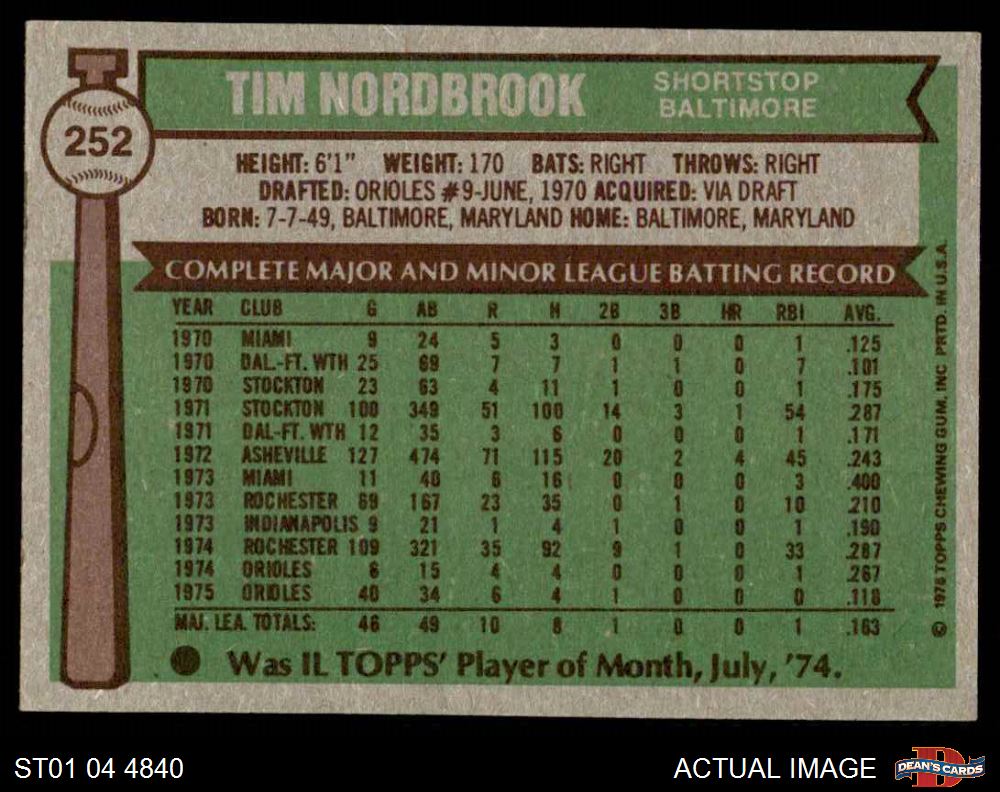 TIM NORDBROOK
SHORTSTOP
BALTIMORE
252
HEIGHT: 6'1" WEIGHT: 170 BATS: RIGHT THROWS: RIGHT
DRAFTED: ORIOLES #9-JUNE, 1970 ACQUIRED: VIA DRAFT
BORN: 7-7-49, BALTIMORE, MARYLAND HOME: BALTIMORE, MARYLAND
COMPLETE MAJOR AND MINOR LEAGUE BATTING RECORD
YEAR CLUB G AB R H 2B 3B HR RBI AVG.
1970 MIAMI 9 24 5 3 0 0 0 1 .125
1970 DAL.-FT. WTH 25 69 7 7 1 1 0 7 .101
1970 STOCKTON 23 63 4 11 1 0 0 1 .175
1971 STOCKTON 100 349 51 100 14 3 1 54 .287
1971 DAL-FT. WTH 12 35 3 6 0 0 0 1 .171
1972 ASHEVILLE 127 474 71 115 20 2 4 45 .243
1973 MIAMI 11 40 6 16 0 0 0 3 .400
1973 ROCHESTER 69 167 23 35 0 1 0 10 .210
1973 INDIANAPOLIS 9 21 1 4 1 0 0 1 .190
1974 ROCHESTER 109 321 35 92 9 1 0 33 .287
1974 ORIOLES 6 15 4 4 0 0 0 1 .267
1975 ORIOLES 40 34 6 4 1 0 0 0 .118
MAJ. LEA. TOTALS: 46 49 10 8 1 0 0 1 .163
Was IL TOPPS' Player of Month, July, '74.
© 1976 TOPPS CHEWING GUM, INC PRTD. IN U.S.A.
ST01 04 4840
ACTUAL IMAGE
DEAN'S CARDS